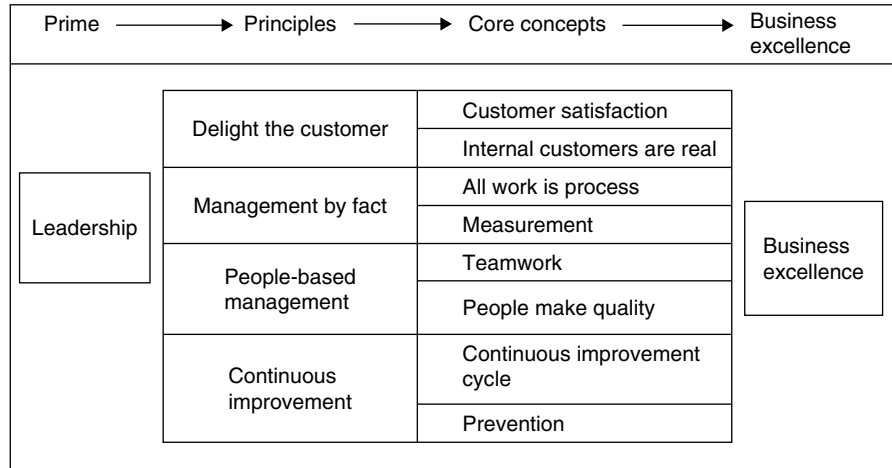 Prime Principles Core concepts Business
excellence
Delight the customer
Customer satisfaction
Internal customers are real
Leadership
Management by fact
All work is process
Measurement
People-based
management
Teamwork
People make quality
Continuous
improvement
Continuous improvement
cycle
Prevention
Business
excellence